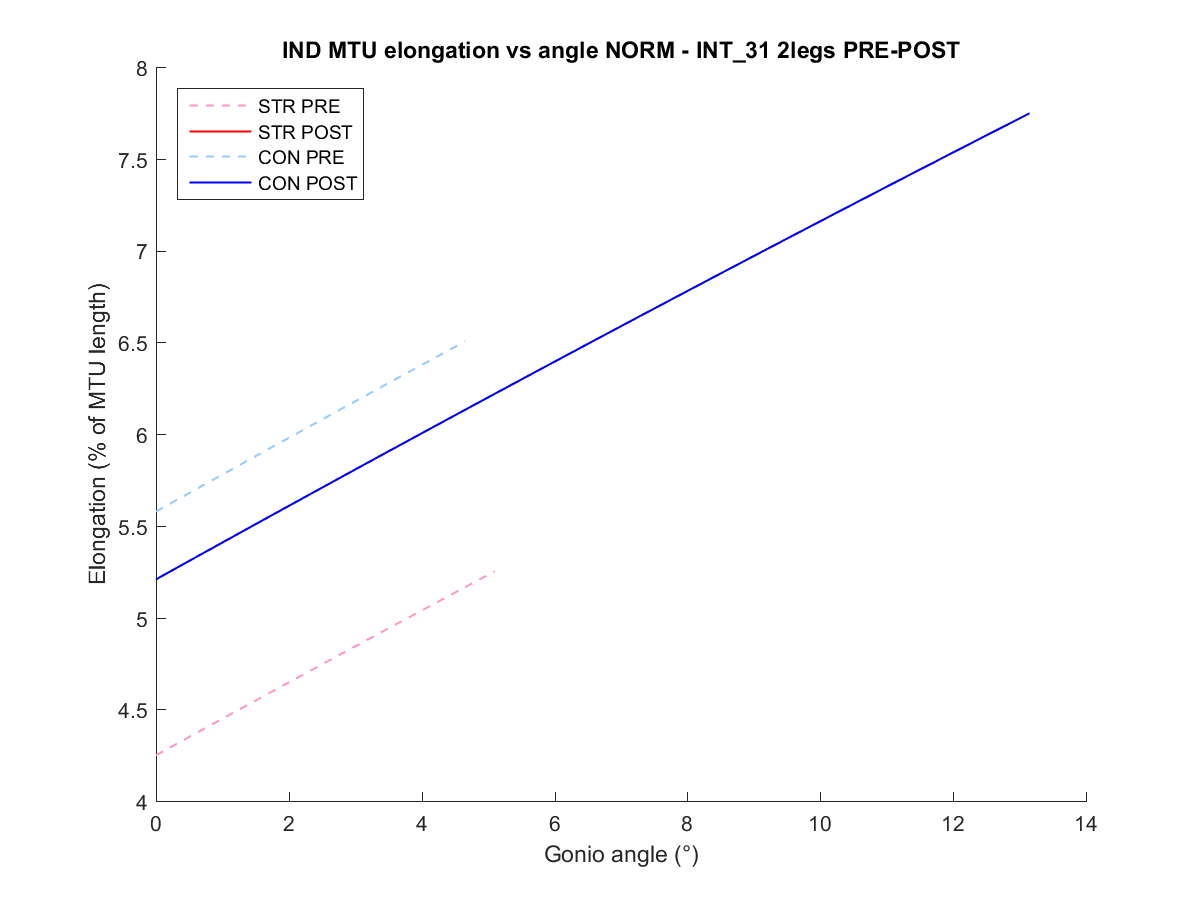 IND MTU elongation vs angle NORM - INT_31 2legs PRE-POST
STR PRE
STR POST
CON PRE
CON POST
8
7.5
7
6.5
6
5.5
5
4.5
4
Elongation (% of MTU length)
0 2 4 6 8 10 12 14
Gonio angle (°)